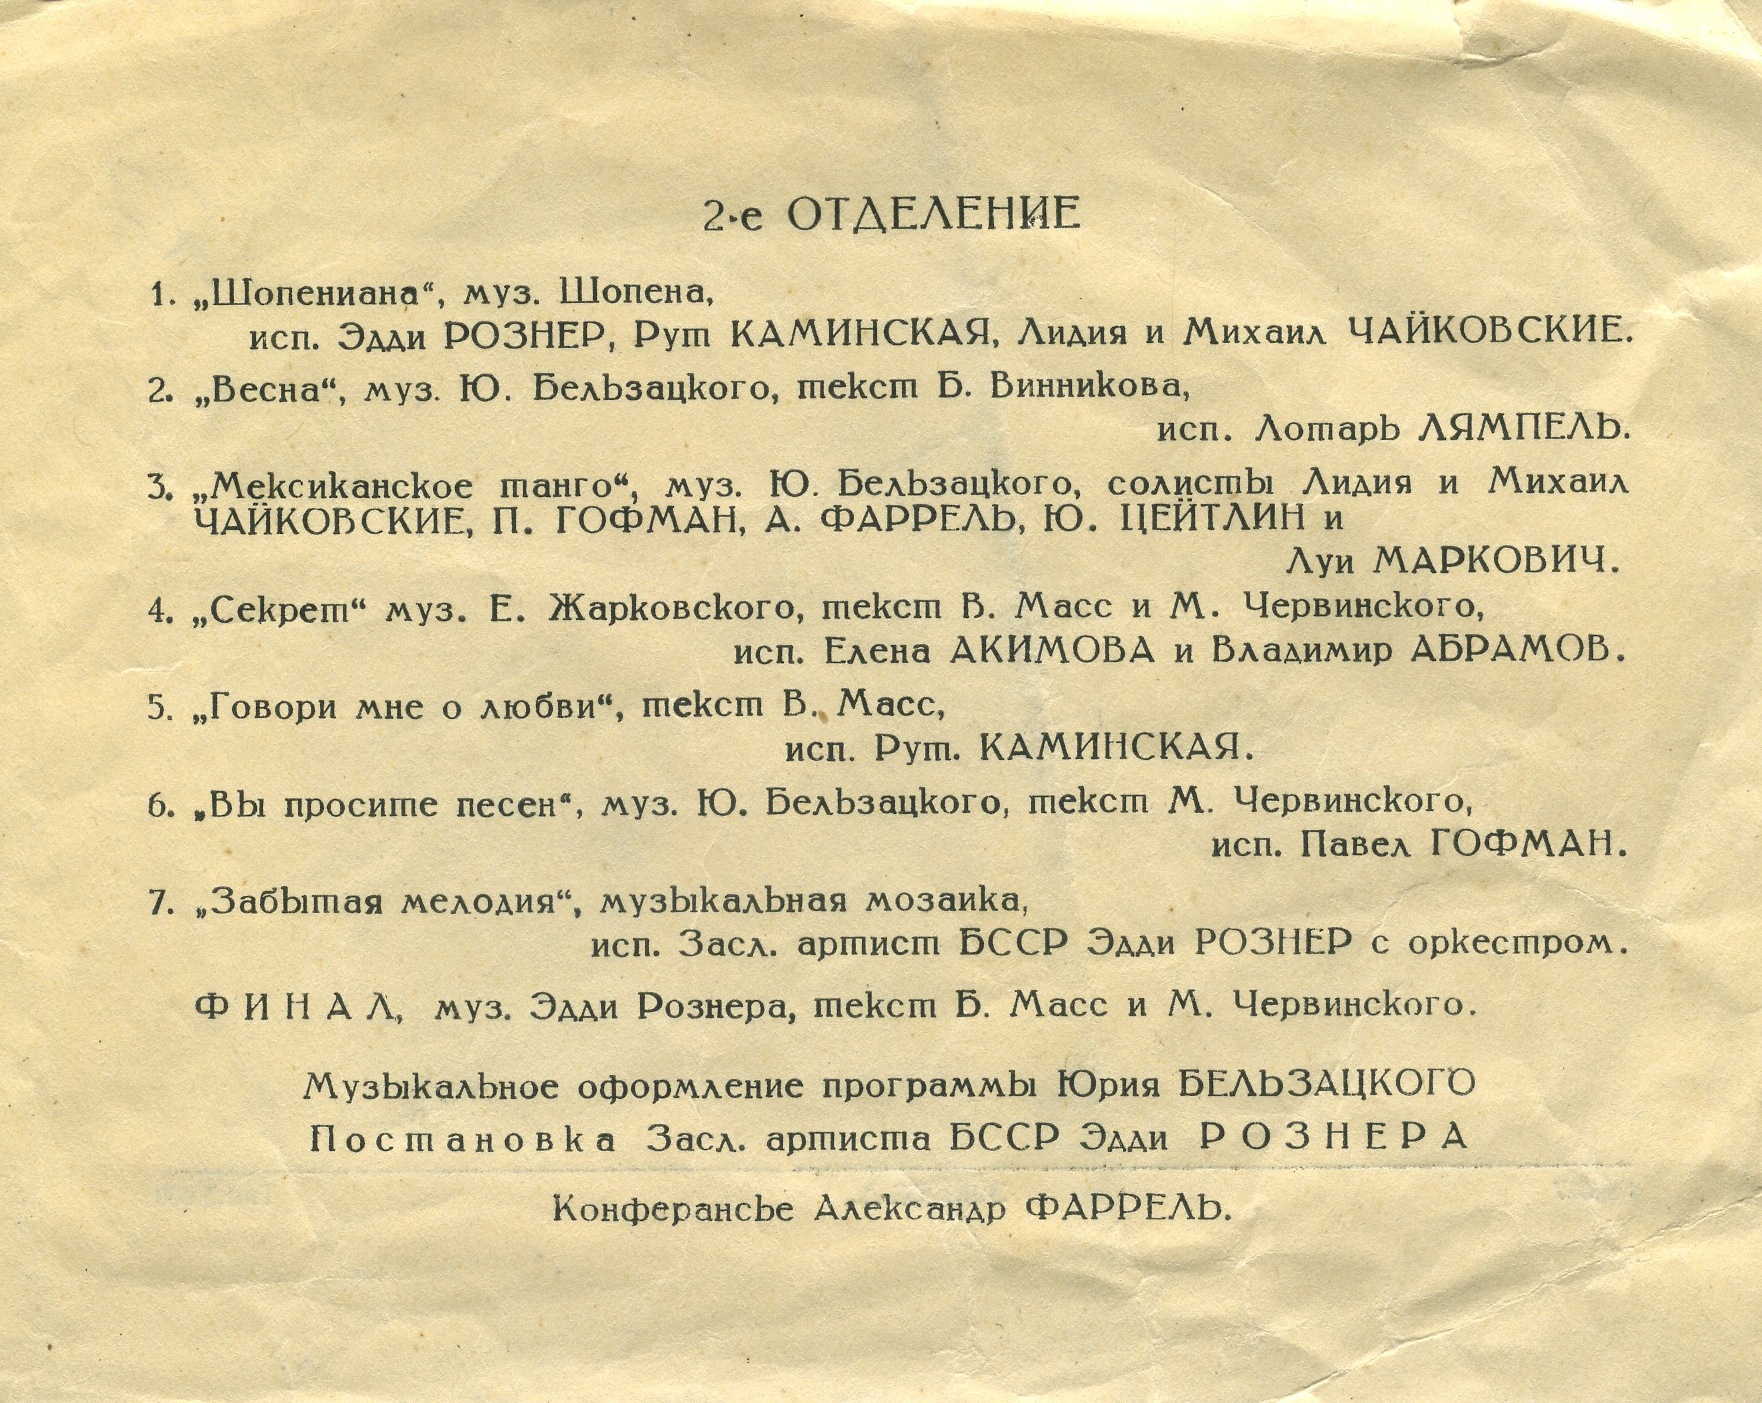 2-е ОТДЕЛЕНИЕ
1. „Шопениана“, муз. Шопена,
исп. Эдди РОЗНЕР, Рут КАМИНСКАЯ, Лидия и Михаил ЧАЙКОВСКИЕ.
2. „Весна“, муз. Ю. Бельзацкого, текст Б. Винникова,
исп. Лотарь ЛЯМПЕЛЬ.
3. „Мексиканское танго“, муз. Ю. Бельзацкого, солисты Лидия и Михаил
ЧАЙКОВСКИЕ, П. ГОФМАН, А. ФАРРЕЛЬ, Ю. ЦЕЙТЛИН и
Луи МАРКОВИЧ.
4. „Секрет“ муз. Е. Жарковского, текст В. Масс и М. Червинского,
исп. Елена АКИМОВА и Владимир АБРАМОВ.
5. „Говори мне о любви“, текст В. Масс,
исп. Рут. КАМИНСКАЯ.
6. „Вы просите песен“, муз. Ю. Бельзацкого, текст М. Червинского,
исп. Павел ГОФМАН.
7. „Забытая мелодия“, музыкальная мозаика,
исп. Засл. артист БССР Эдди РОЗНЕР с оркестром.
ФИНАЛ, муз. Эдди Рознера, текст Б. Масс и М. Червинского.
Музыкальное оформление программы Юрия БЕЛЬЗАЦКОГО
Постановка Засл. артиста БССР Эдди РОЗНЕРА
Конферансье Александр ФАРРЕЛЬ.